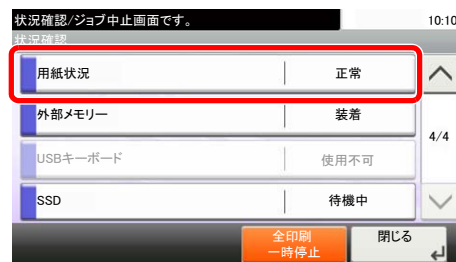 状況確認/ジョブ中止画面です。 10:10
状況確認
用紙状況 正常
外部メモリー 装着
4/4
USBキーボード 使用不可
SSD 待機中
全印刷
一時停止
閉じる